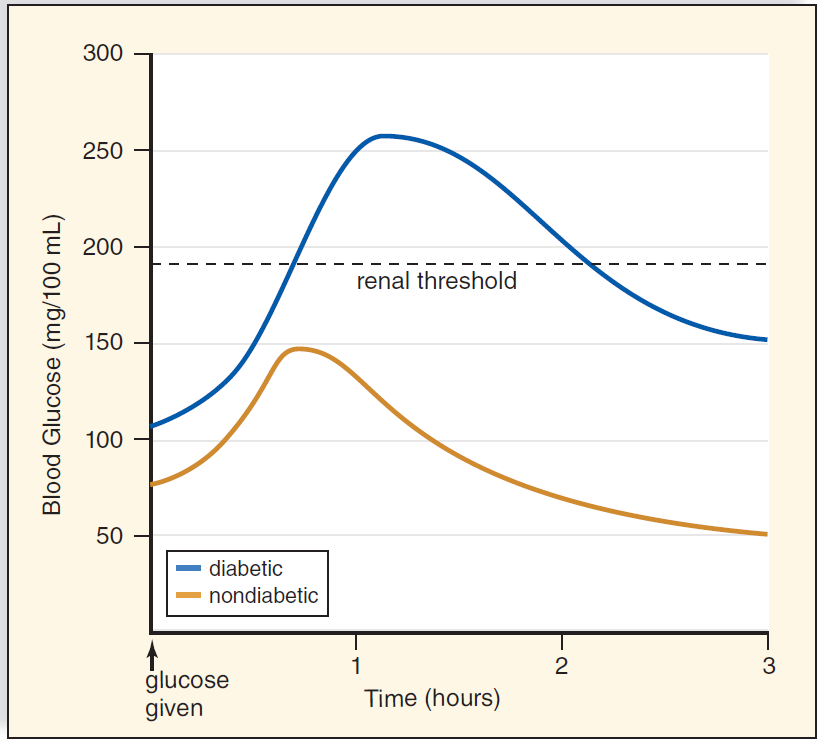 300
250
200
150
100
50
Blood Glucose (mg/100 mL)
renal threshold
diabetic
nondiabetic
1
2
3
glucose
given
Time (hours)